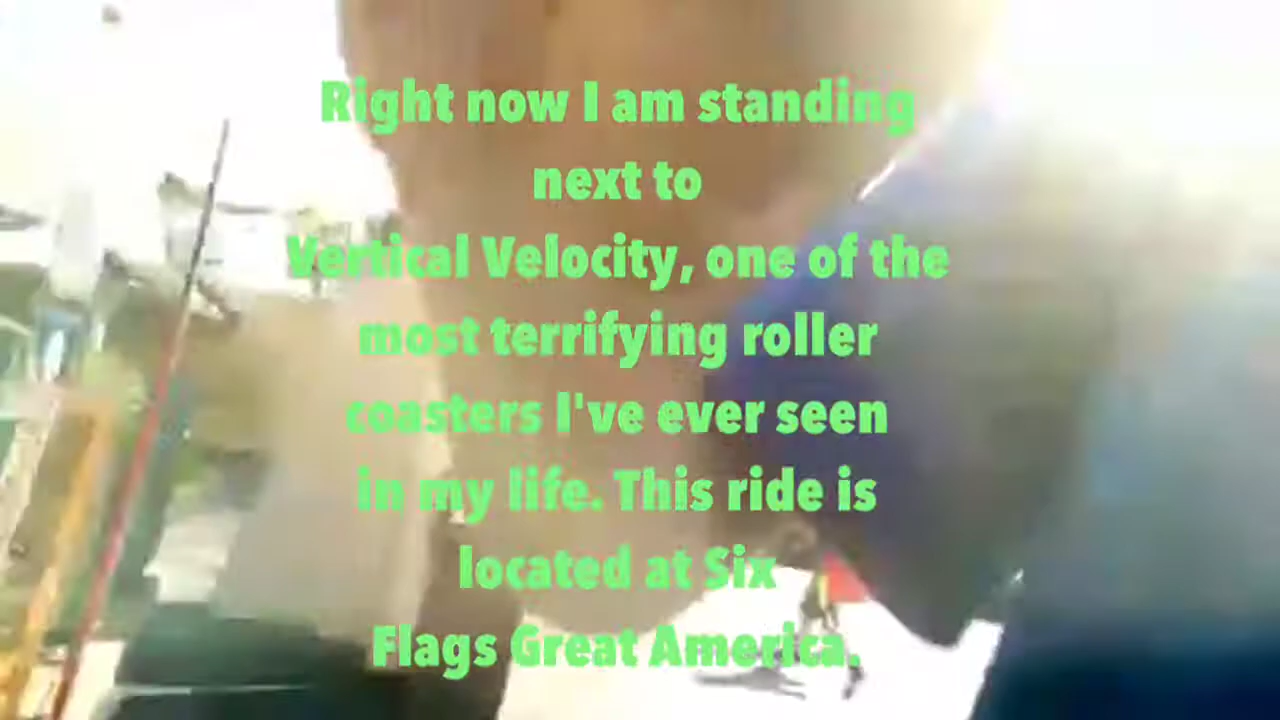 Right now I am standing
next to
Vertical Velocity, one of the
most terrifying roller
coasters I've ever seen
in my life. This ride is
located at Six
Flags Great America.